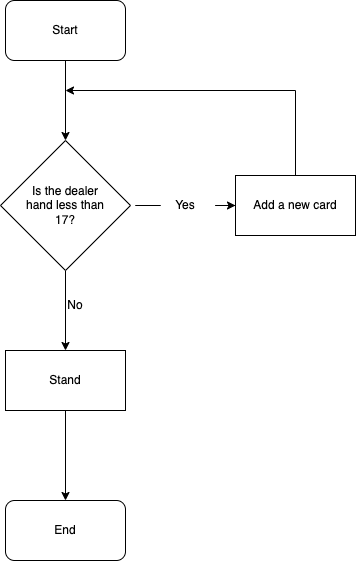 Start
Is the dealer
hand less than
17?
Yes
Add a new card
No
Stand
End